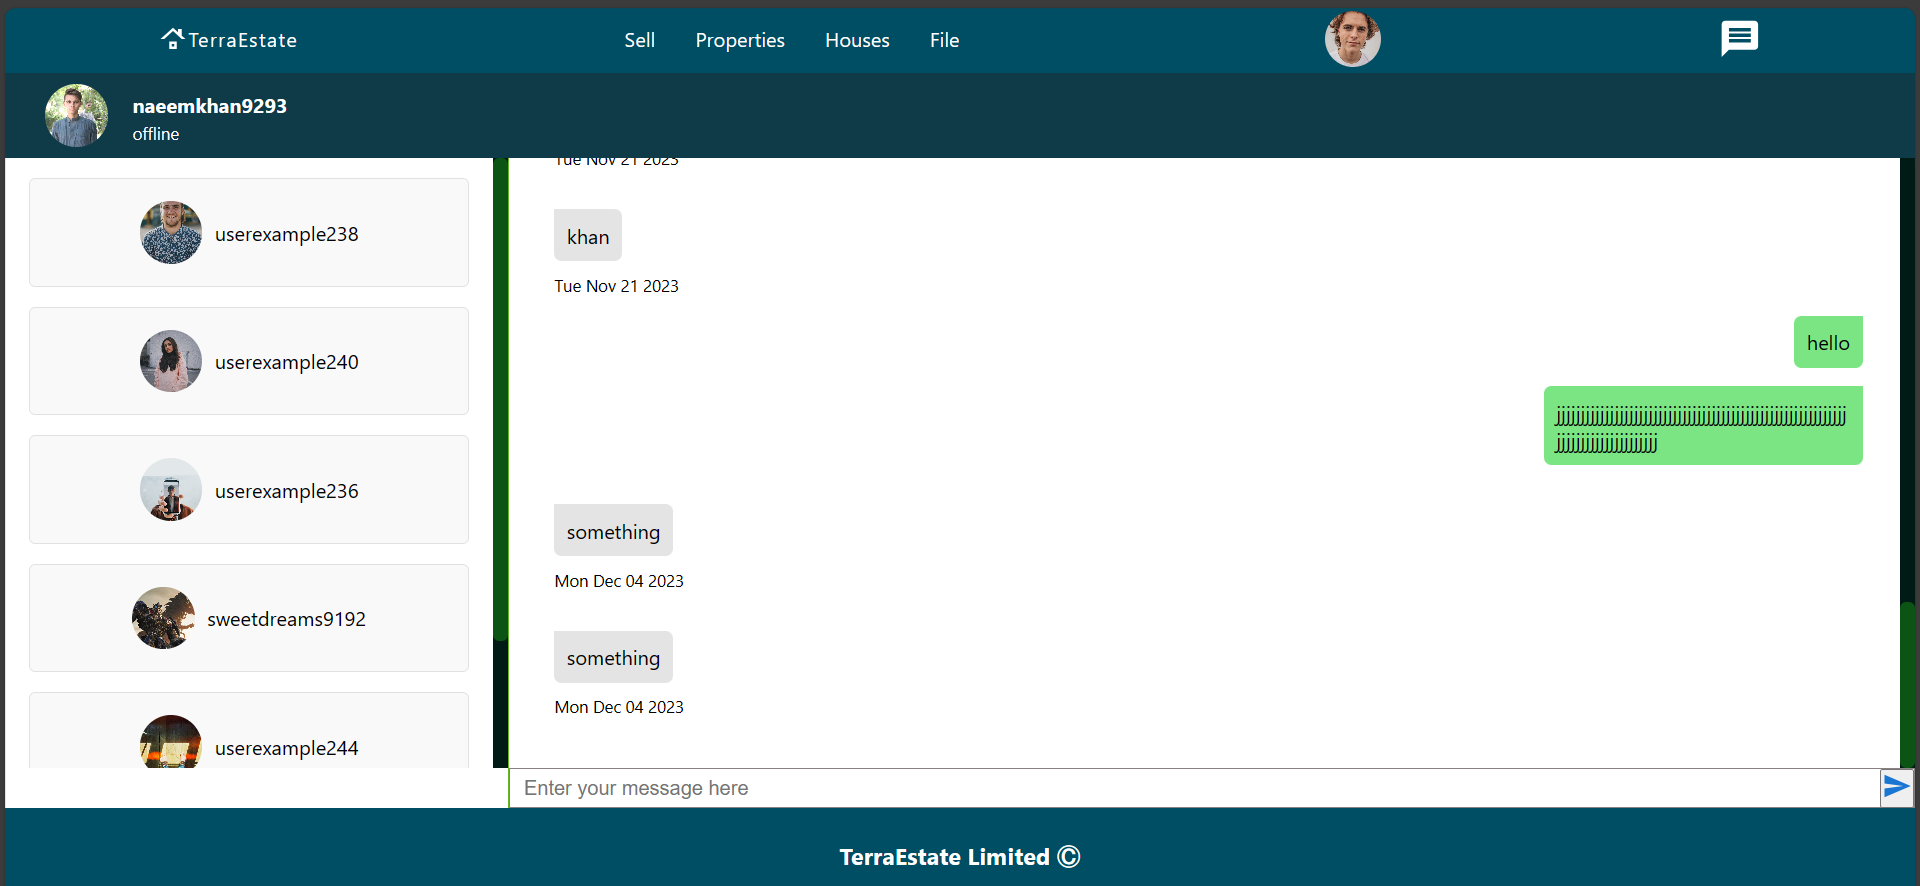 TerraEstate
Sell Properties Houses File
naeemkhan9293
offline
userexample238
userexample240
userexample236
sweetdreams9192
userexample244
Tue Nov 21 2023
khan
Tue Nov 21 2023
hello
something
Mon Dec 04 2023
something
Mon Dec 04 2023
Enter your message here
TerraEstate Limited ©